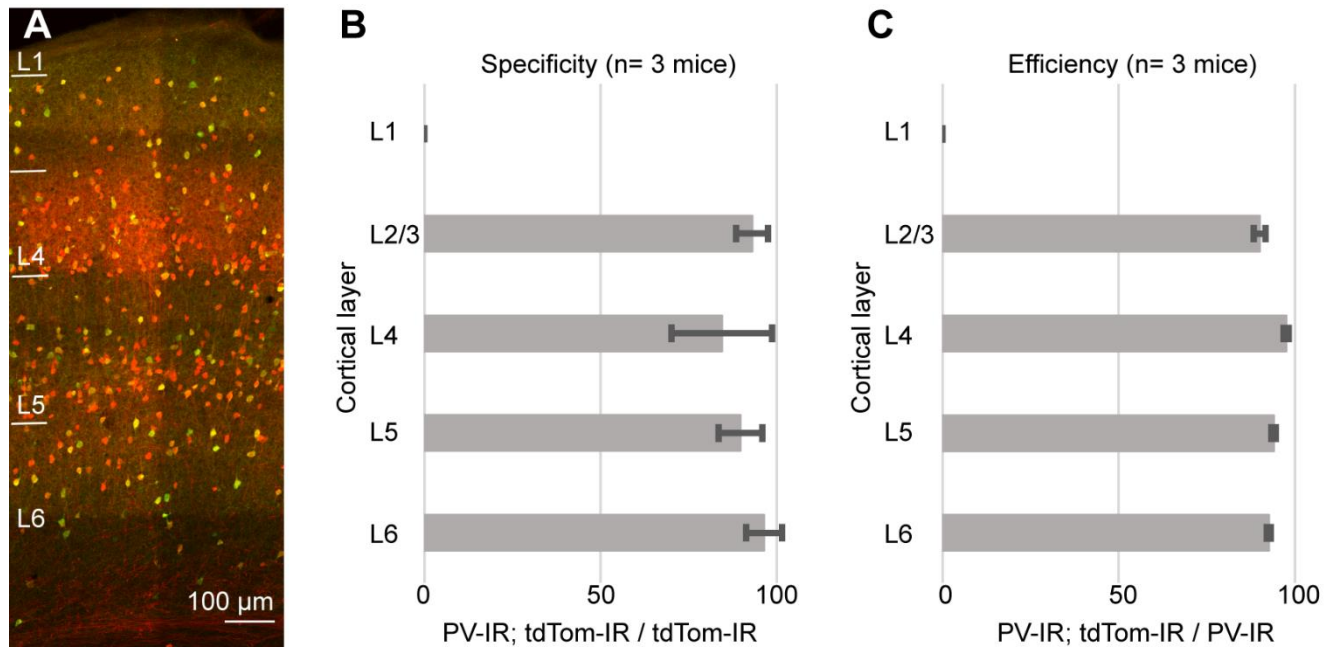 A
L1
L4
L5
L6
100 µm
B
Specificity (n= 3 mice)
Cortical layer
L1
L2/3
L4
L5
L6
0 50 100
PV-IR; tdTom-IR / tdTom-IR
C
Efficiency (n= 3 mice)
Cortical layer
L1
L2/3
L4
L5
L6
0 50 100
PV-IR; tdTom-IR / PV-IR